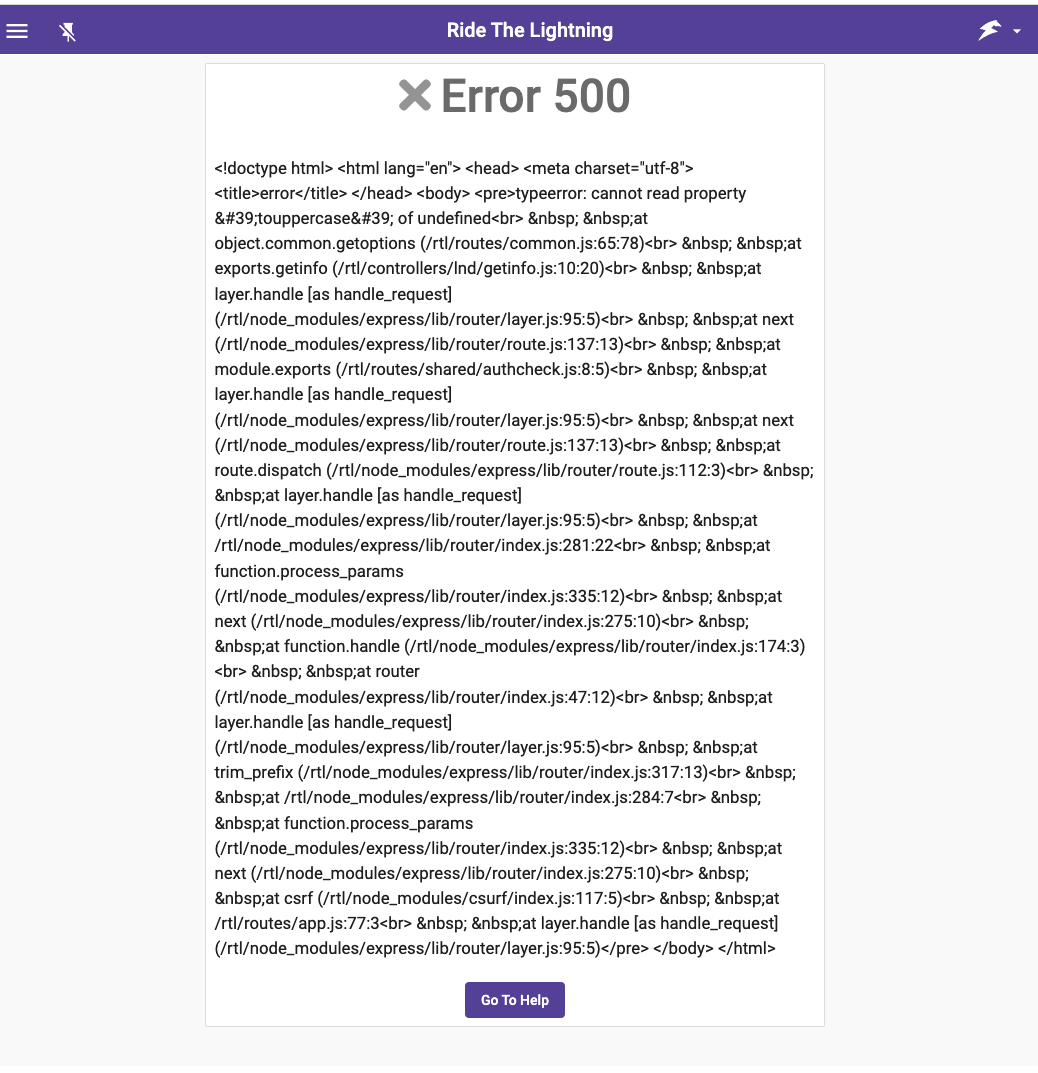 Ride The Lightning
Error 500
<!doctype html> <html lang="en"> <head> <meta charset="utf-8">
<title>error</title> </head> <body> <pre>typeerror: cannot read property
&#39;touppercase&#39; of undefined<br> &nbsp; &nbsp;at
object.common.getoptions (/rtl/routes/common.js:65:78)<br> &nbsp; &nbsp;at
exports.getinfo (/rtl/controllers/lnd/getinfo.js:10:20)<br> &nbsp; &nbsp;at
layer.handle [as handle_request]
(/rtl/node_modules/express/lib/router/layer.js:95:5)<br> &nbsp; &nbsp;at next
(/rtl/node_modules/express/lib/router/route.js:137:13)<br> &nbsp; &nbsp;at
module.exports (/rtl/routes/shared/authcheck.js:8:5)<br> &nbsp; &nbsp;at
layer.handle [as handle_request]
(/rtl/node_modules/express/lib/router/layer.js:95:5)<br> &nbsp; &nbsp;at next
(/rtl/node_modules/express/lib/router/route.js:137:13)<br> &nbsp; &nbsp;at
route.dispatch (/rtl/node_modules/express/lib/router/route.js:112:3)<br> &nbsp;
&nbsp;at layer.handle [as handle_request]
(/rtl/node_modules/express/lib/router/layer.js:95:5)<br> &nbsp; &nbsp;at
/rtl/node_modules/express/lib/router/index.js:281:22<br> &nbsp; &nbsp;at
function.process_params
(/rtl/node_modules/express/lib/router/index.js:335:12)<br> &nbsp; &nbsp;at
next (/rtl/node_modules/express/lib/router/index.js:275:10)<br> &nbsp;
&nbsp;at function.handle (/rtl/node_modules/express/lib/router/index.js:174:3)
<br> &nbsp; &nbsp;at router
(/rtl/node_modules/express/lib/router/index.js:47:12)<br> &nbsp; &nbsp;at
layer.handle [as handle_request]
(/rtl/node_modules/express/lib/router/layer.js:95:5)<br> &nbsp; &nbsp;at
trim_prefix (/rtl/node_modules/express/lib/router/index.js:317:13)<br> &nbsp;
&nbsp;at /rtl/node_modules/express/lib/router/index.js:284:7<br> &nbsp;
&nbsp;at function.process_params
(/rtl/node_modules/express/lib/router/index.js:335:12)<br> &nbsp; &nbsp;at
next (/rtl/node_modules/express/lib/router/index.js:275:10)<br> &nbsp;
&nbsp;at csrf (/rtl/node_modules/csurf/index.js:117:5)<br> &nbsp; &nbsp;at
/rtl/routes/app.js:77:3<br> &nbsp; &nbsp;at layer.handle [as handle_request]
(/rtl/node_modules/express/lib/router/layer.js:95:5)</pre> </body> </html>
Go To Help